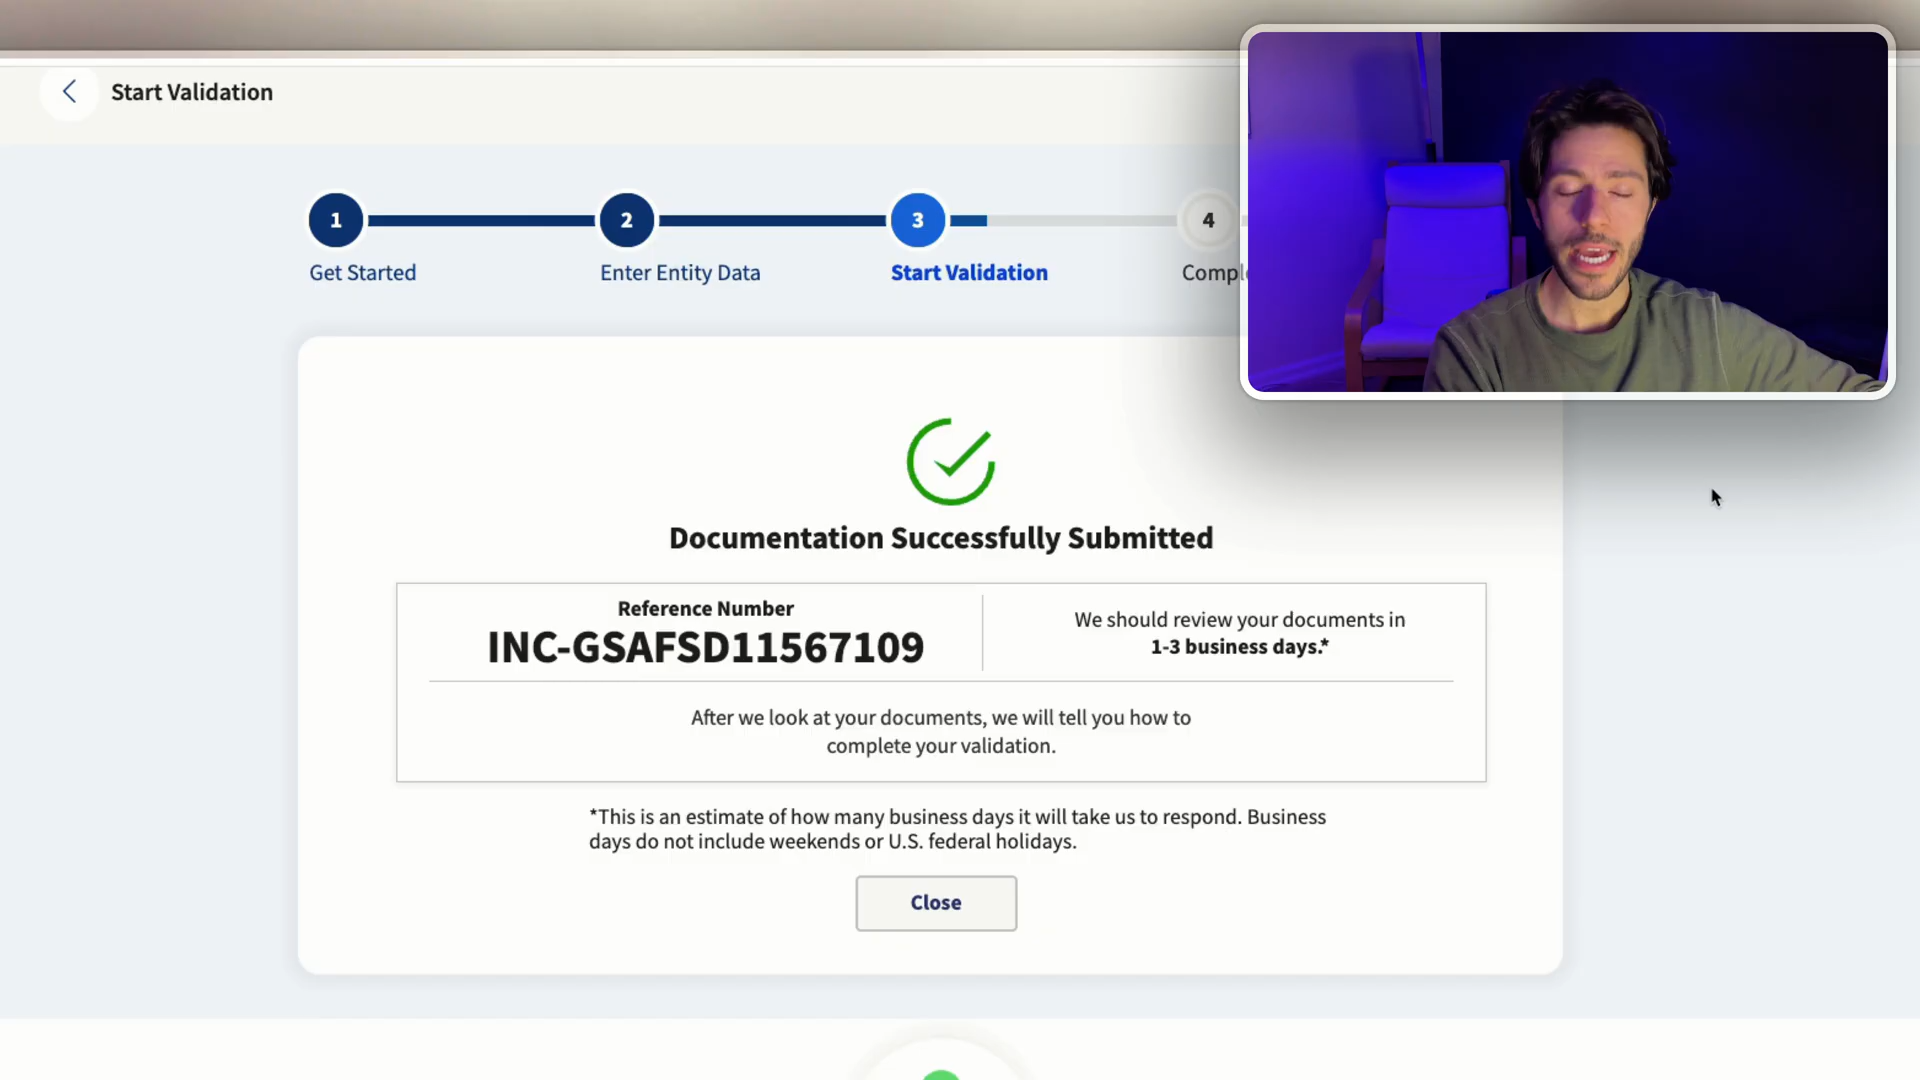 Start Validation
1
2
3
4
Get Started
Enter Entity Data
Start Validation
Documentation Successfully Submitted
Reference Number
INC-GSAFSD11567109
We should review your documents in
1-3 business days.*
After we look at your documents, we will tell you how to
complete your validation.
*This is an estimate of how many business days it will take us to respond. Business
days do not include weekends or U.S. federal holidays.
Close